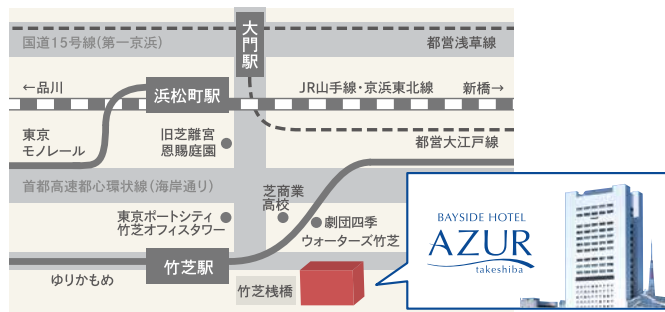 国道15号線(第一京浜)
大門駅
都営浅草線
←品川
浜松町駅
JR山手線・京浜東北線
新橋→
東京
モノレール
旧芝離宮
恩賜庭園
都営大江戸線
首都高速都心環状線(海岸通り)
芝商業
高校
東京ポートシティ
竹芝オフィスタワー
劇団四季
ウォーターズ竹芝
BAYSIDE HOTEL
AZUR
takeshiba
竹芝駅
ゆりかもめ
竹芝桟橋